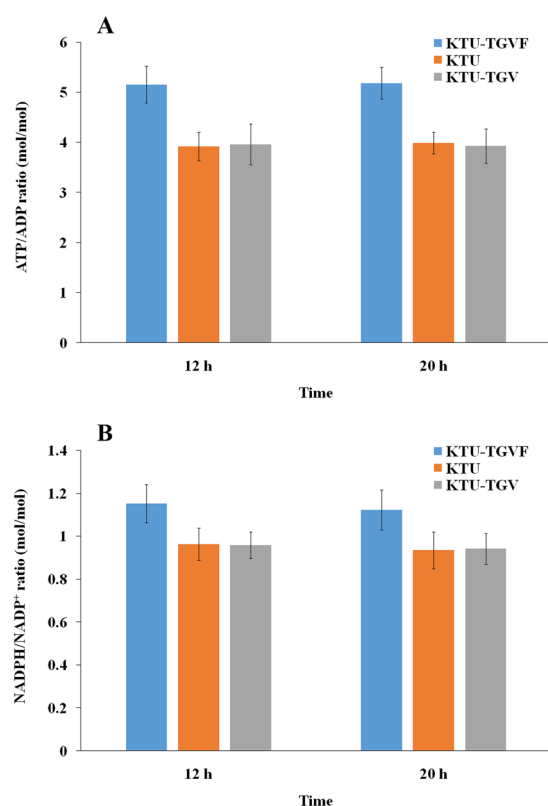 A
6
5
4
3
2
1
0
ATP/ADP ratio (mol/mol)
KTU-TGVF
KTU
KTU-TGV
12 h
20 h
Time
B
1.4
1.2
1
0.8
0.6
0.4
0.2
0
NADPH/NADP⁺ ratio (mol/mol)
KTU-TGVF
KTU
KTU-TGV
12 h
20 h
Time